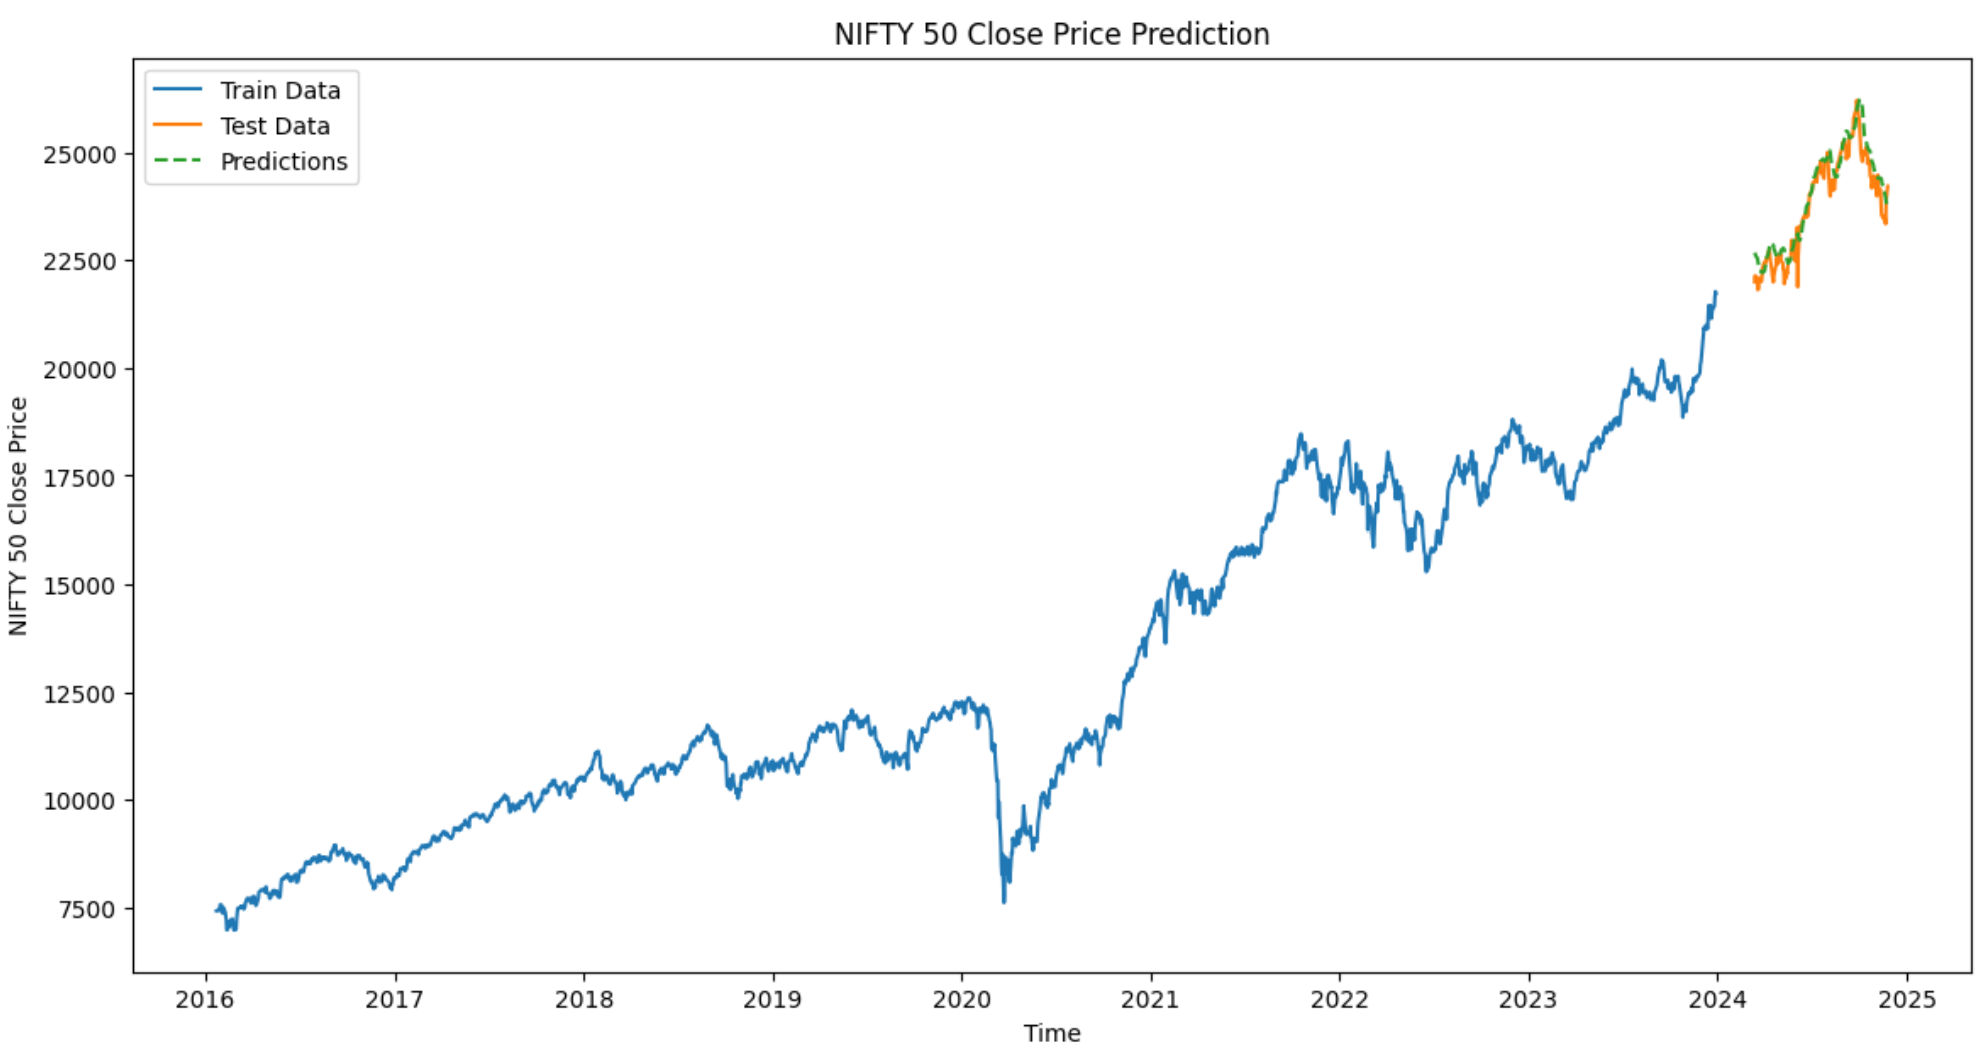 NIFTY 50 Close Price Prediction
Train Data
Test Data
Predictions
NIFTY 50 Close Price
25000
22500
20000
17500
15000
12500
10000
7500
2016 2017 2018 2019 2020 2021 2022 2023 2024 2025
Time